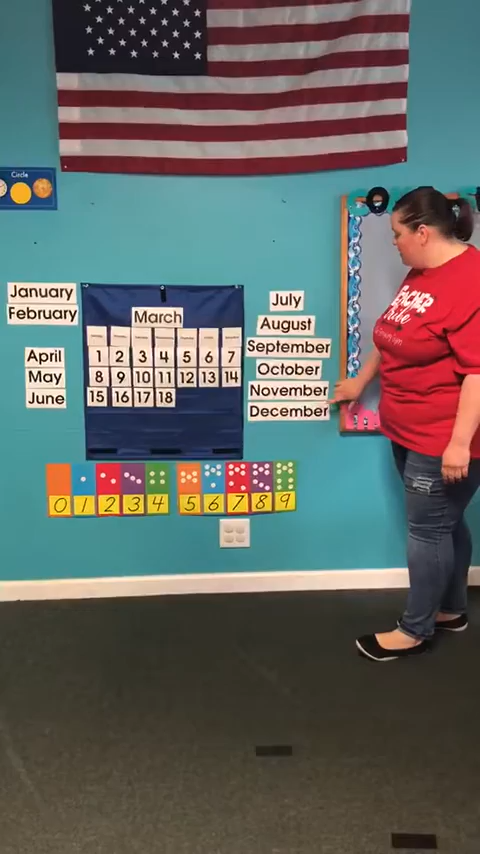 Circle
January
February
April
May
June
March
1 2 3 4 5 6 7
8 9 10 11 12 13 14
15 16 17 18
July
August
September
October
November
December
0 1 2 3 4 5 6 7 8 9
TEACHER
tribe